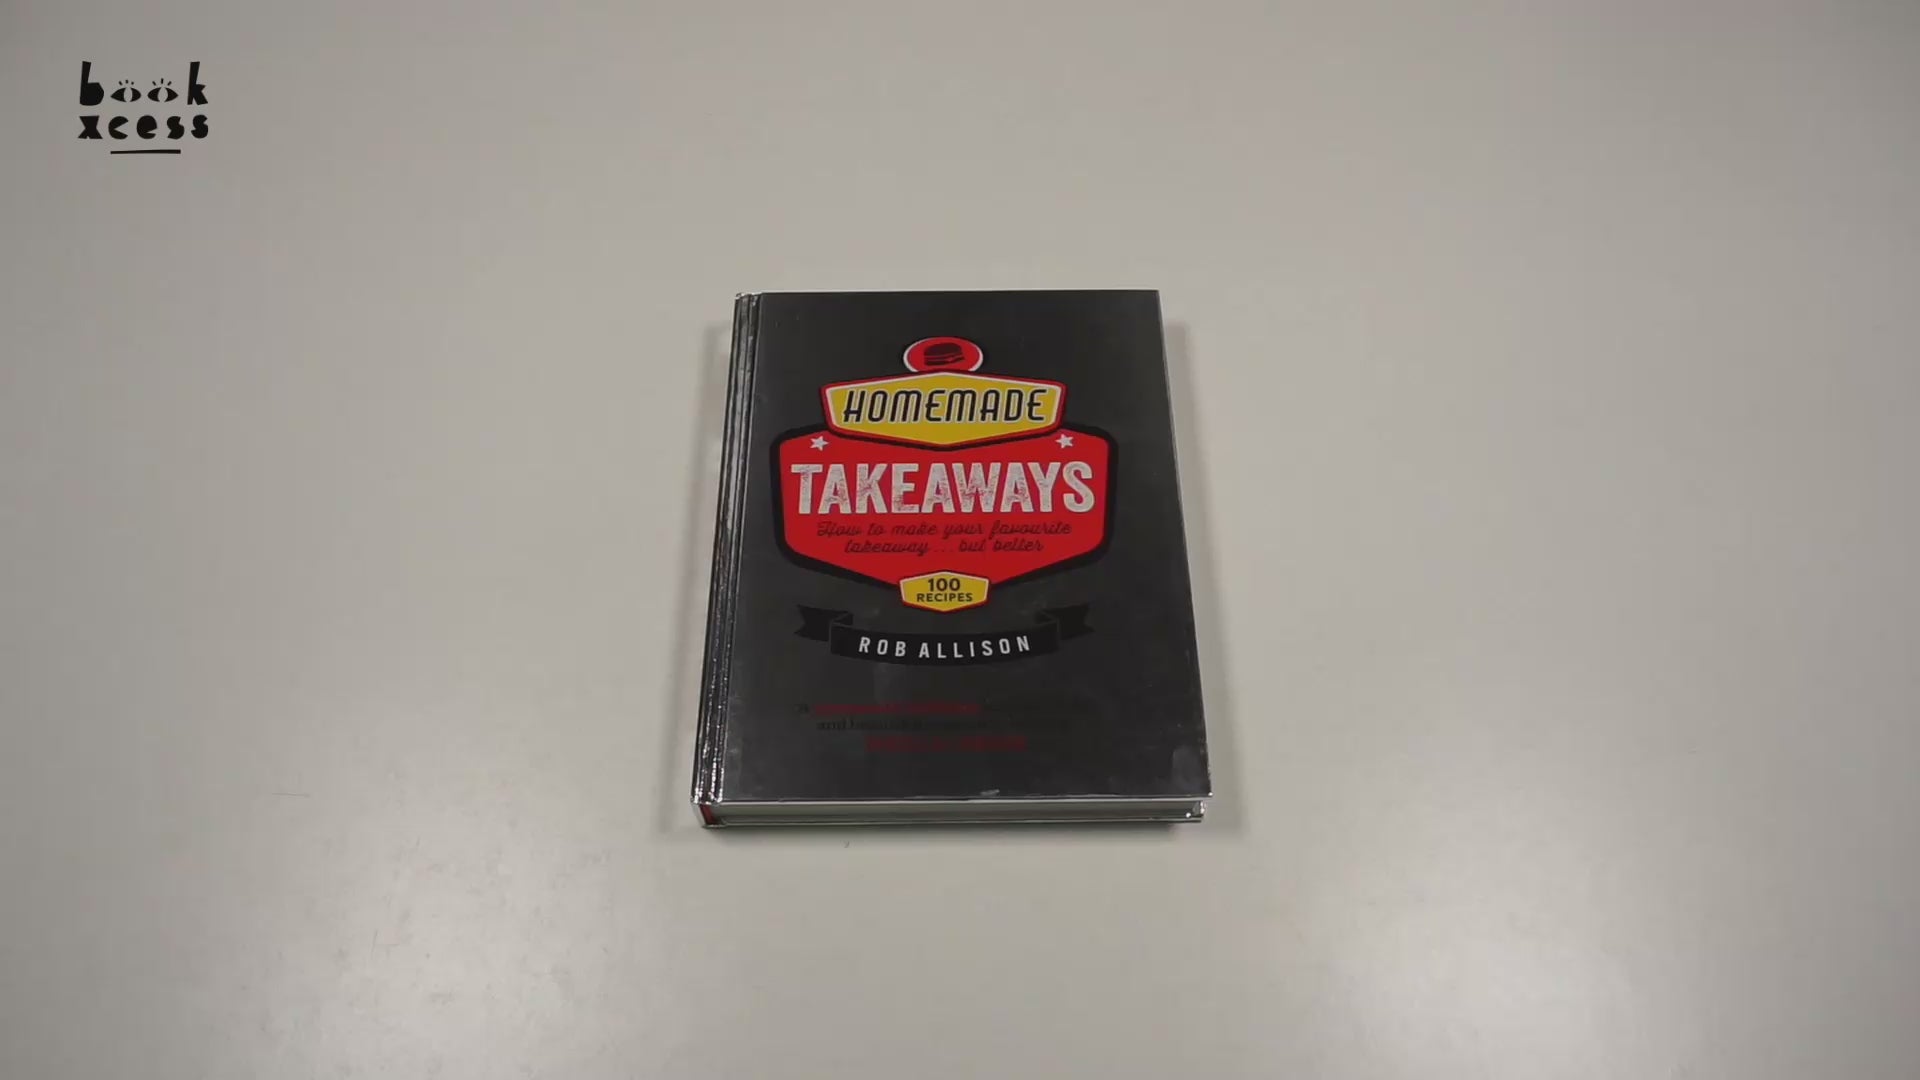 book
xcess
HOMEMADE
TAKEAWAYS
How to make your favourite
takeaway... but better
100
RECIPES
ROB ALLISON